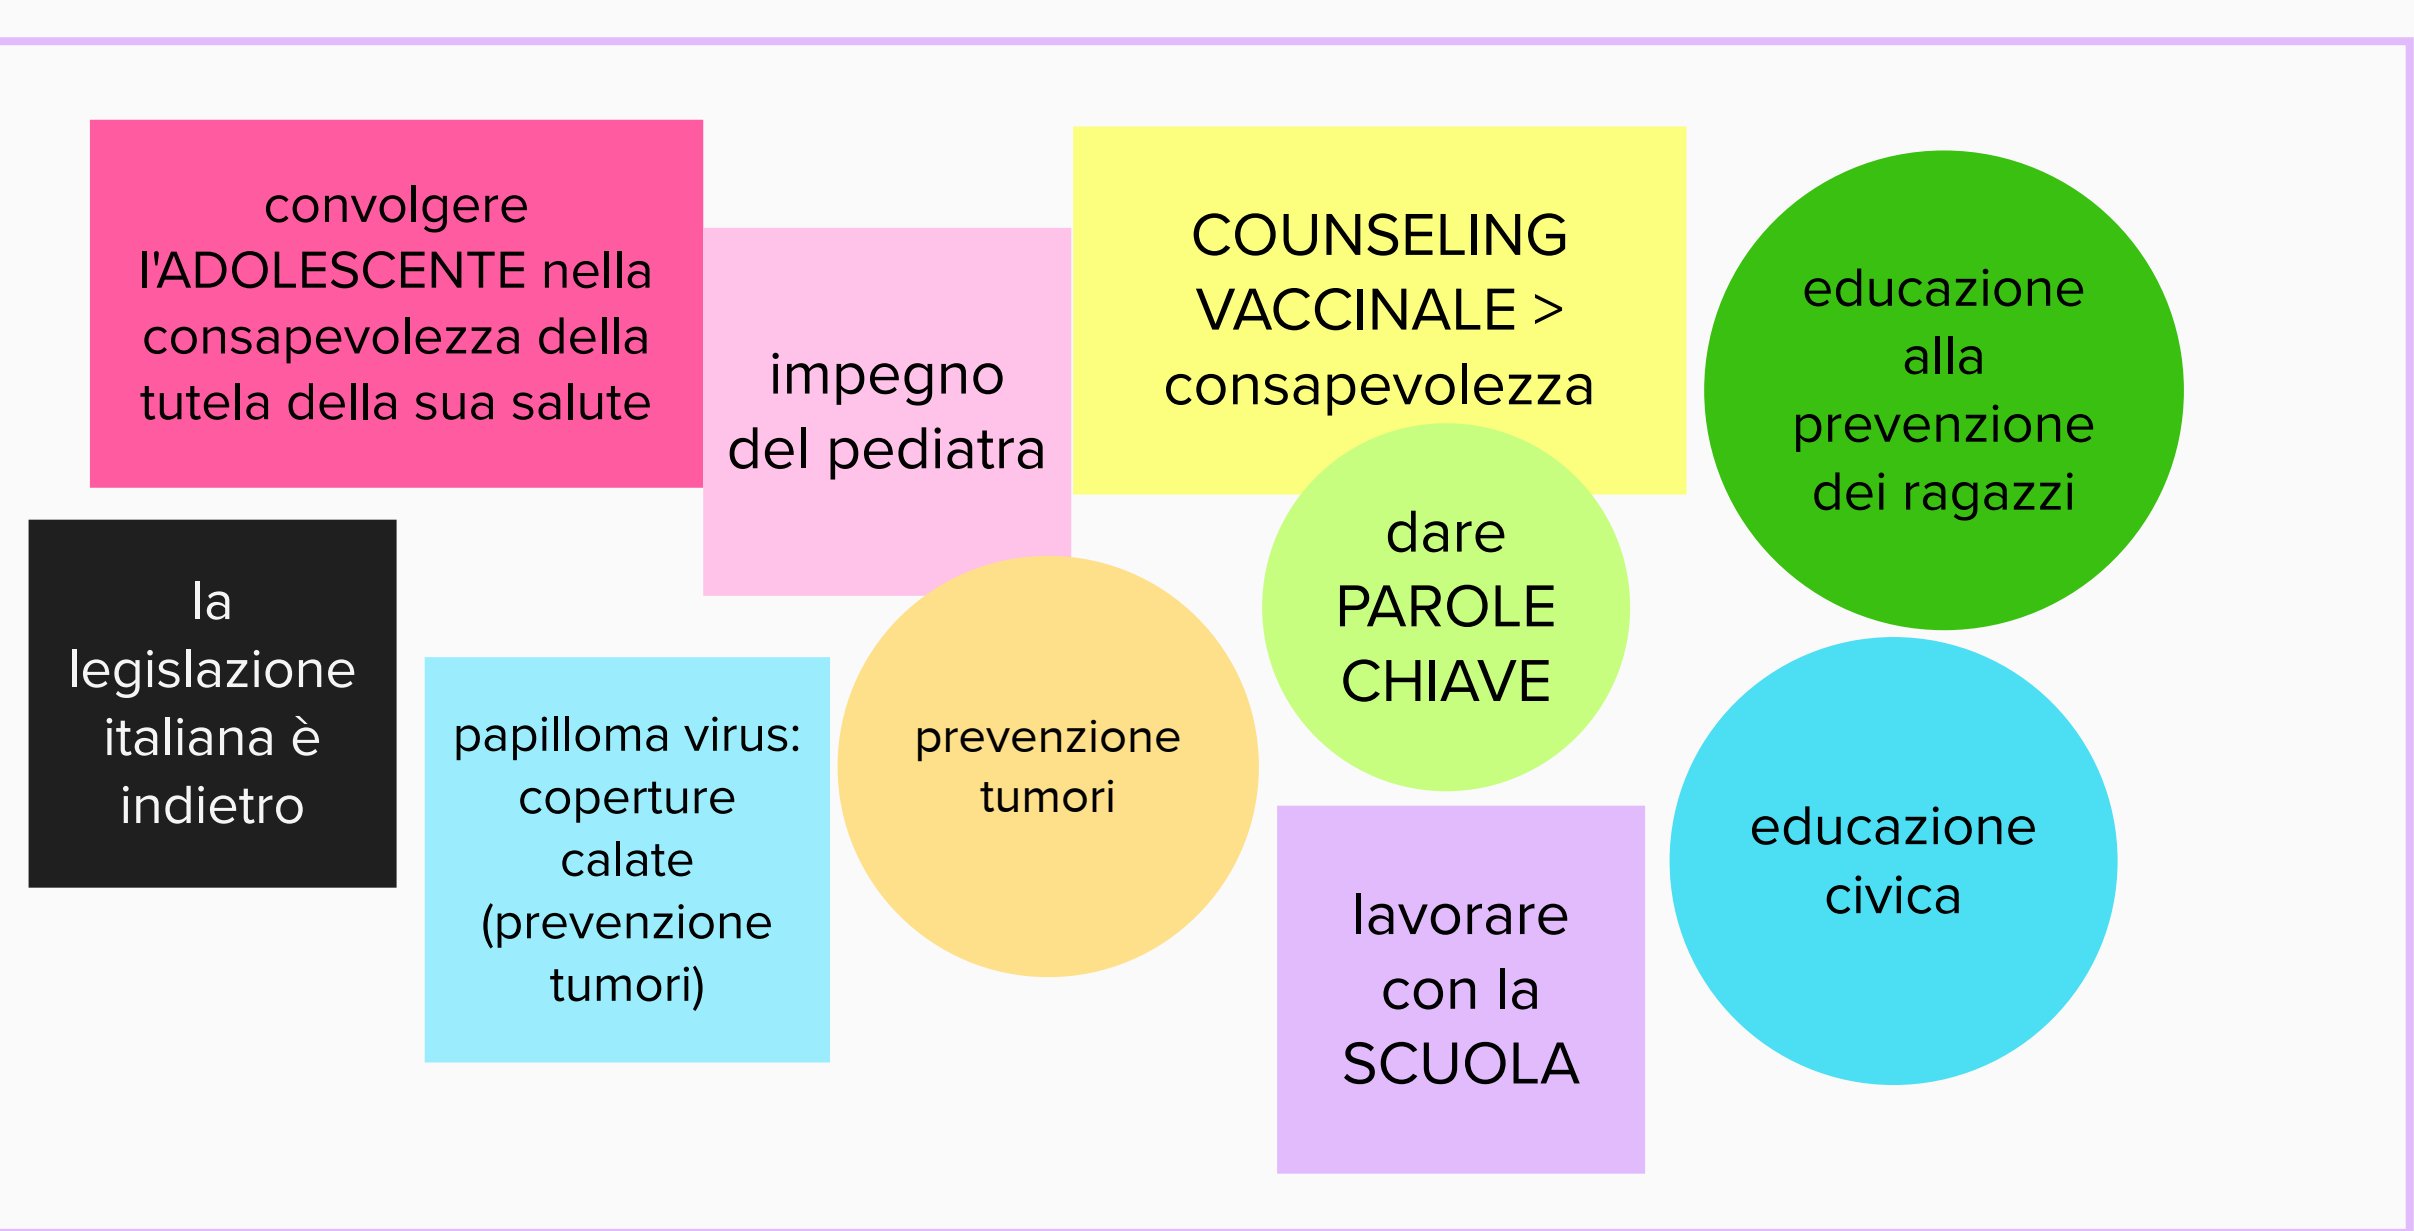 convolgere
l'ADOLESCENTE nella
consapevolezza della
tutela della sua salute
impegno
del pediatra
COUNSELING
VACCINALE >
consapevolezza
educazione
alla
prevenzione
dei ragazzi
la
legislazione
italiana è
indietro
papilloma virus:
coperture
calate
(prevenzione
tumori)
prevenzione
tumori
dare
PAROLE
CHIAVE
lavorare
con la
SCUOLA
educazione
civica